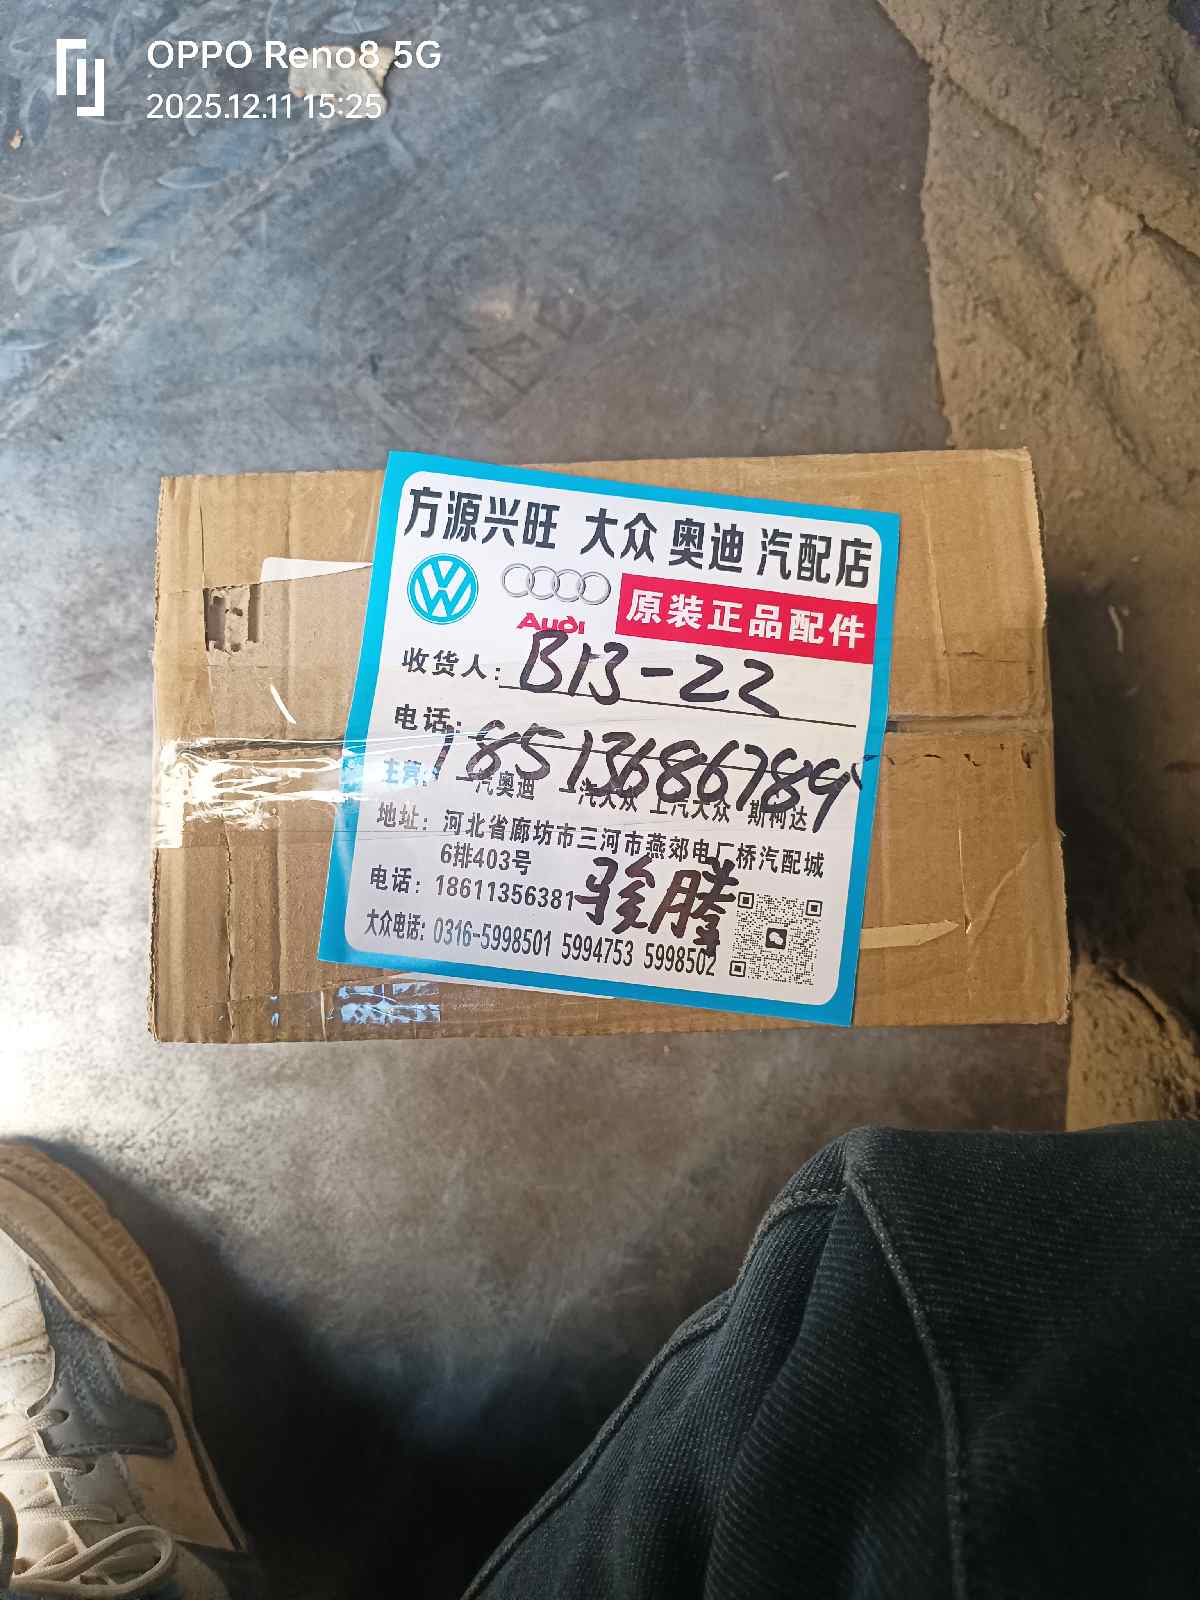 OPPO Reno8 5G
2025.12.11 15:25
方源兴旺 大众 奥迪 汽配店
Audi 原装正品配件
收货人: B13-22
电话: 18513686789
主营: 一汽奥迪 一汽大众 上汽大众 斯柯达
地址: 河北省廊坊市三河市燕郊电厂桥汽配城
6排403号
电话: 18611356381 骏腾
大众电话: 0316-5998501 5994753 5998502